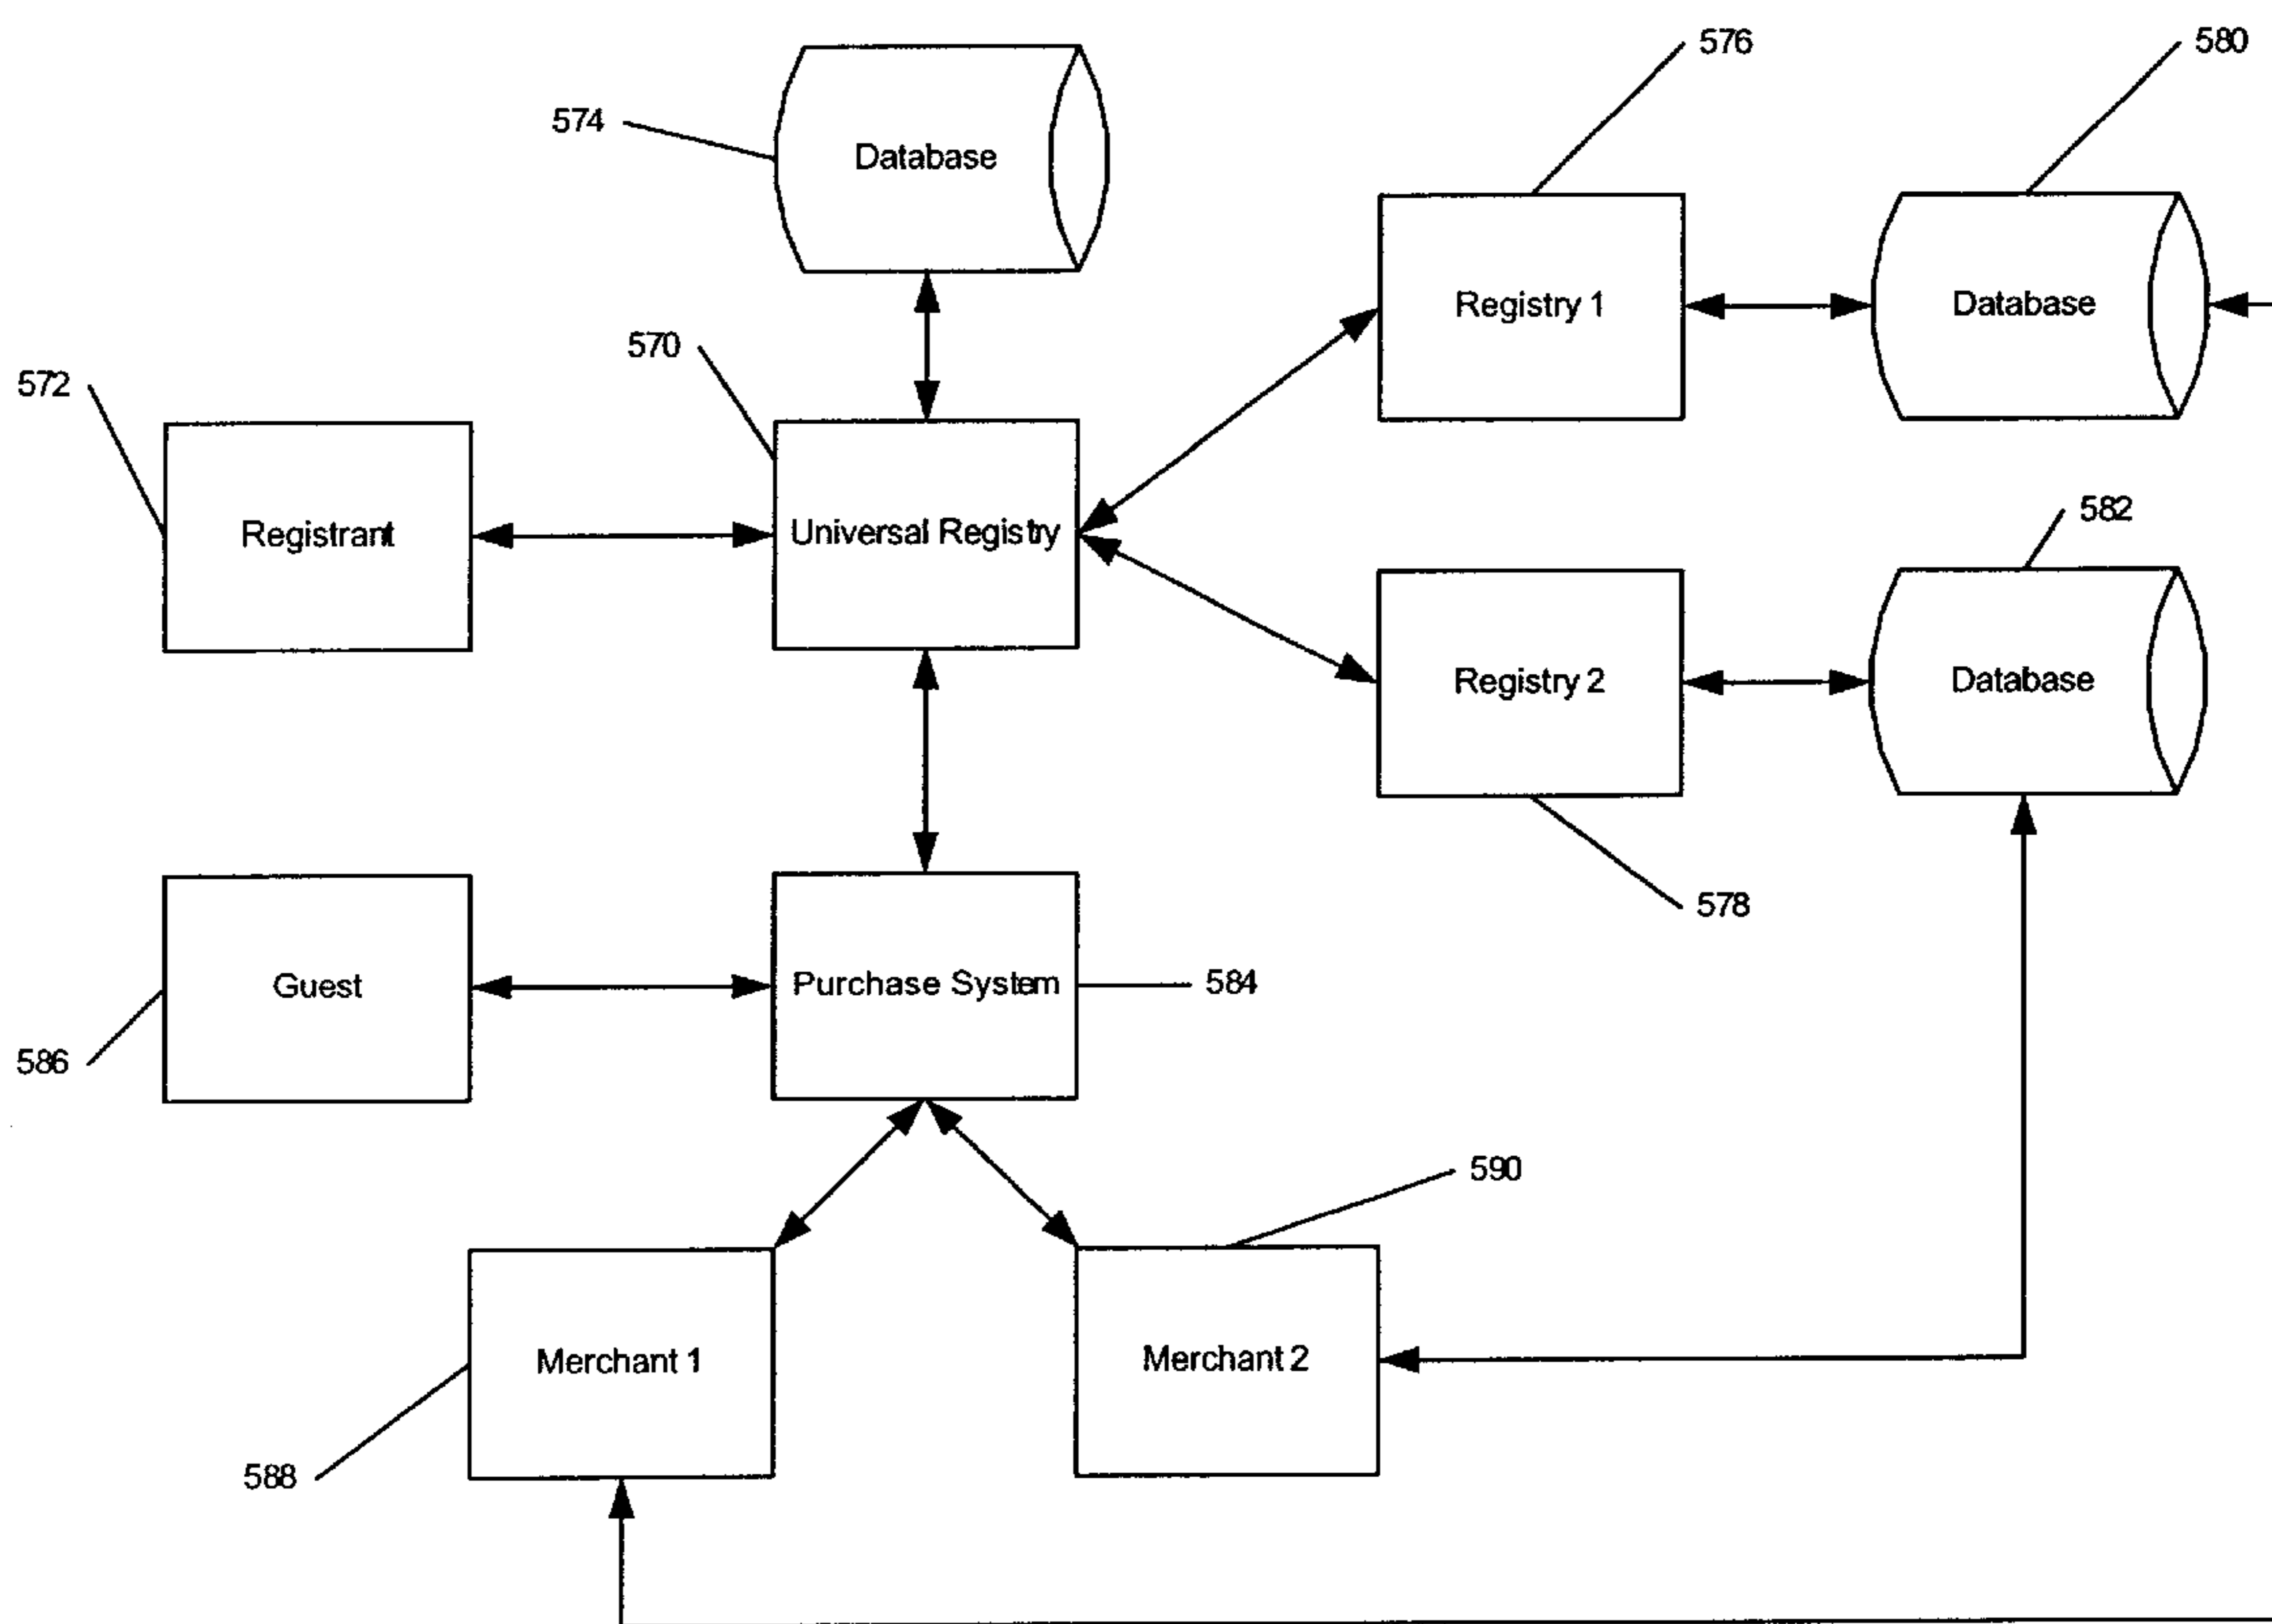 576
580
574
Database
Registry 1
Database
570
572
582
Registrant
Universal Registry
Registry 2
Database
578
Guest
Purchase System
584
586
590
Merchant 1
Merchant 2
588